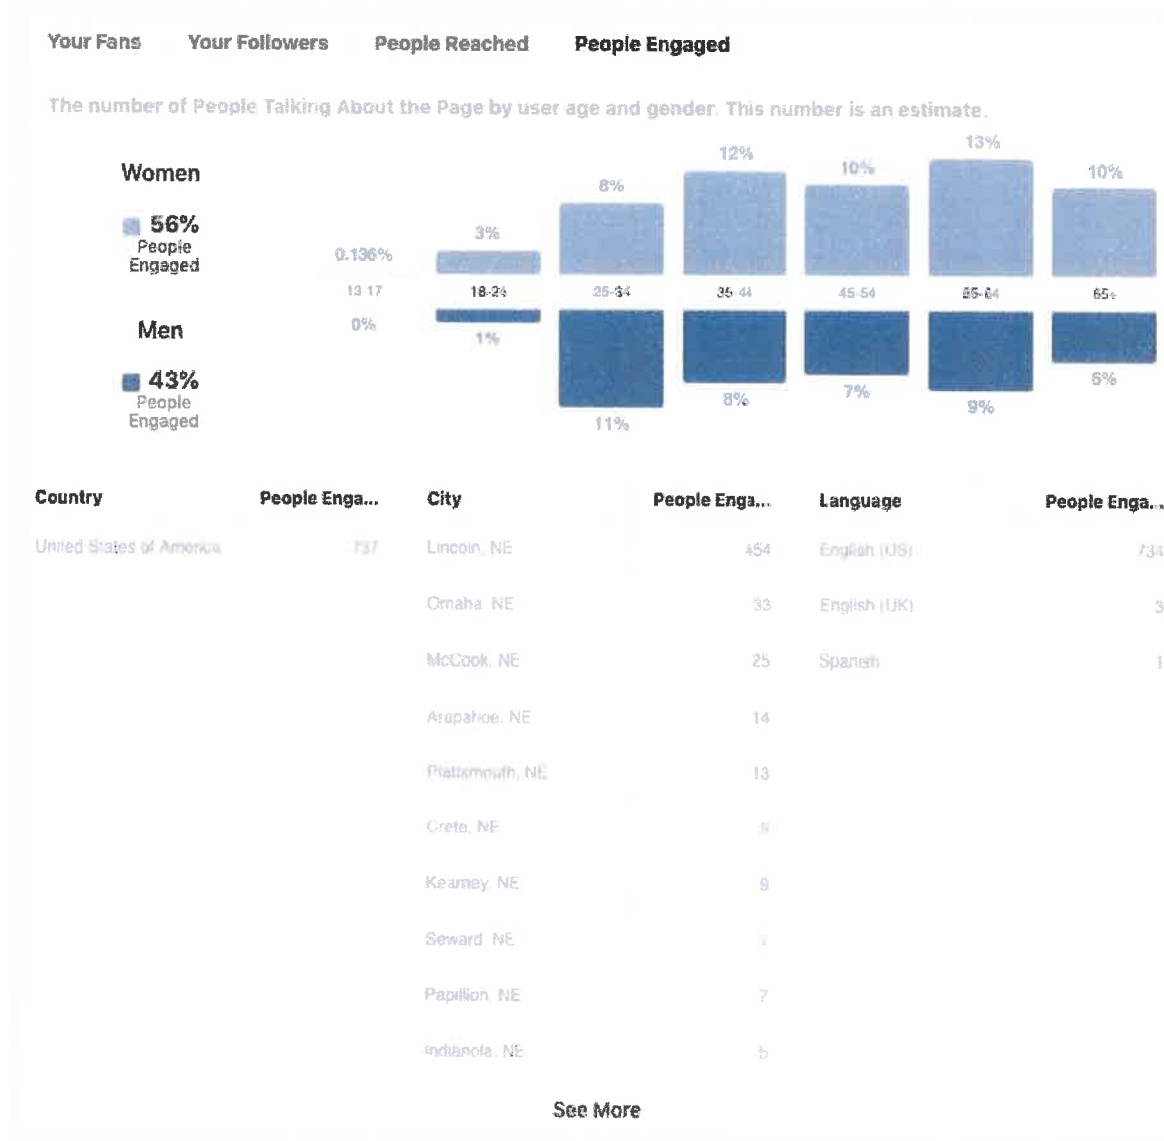 Your Fans Your Followers People Reached People Engaged
The number of People Talking About the Page by user age and gender. This number is an estimate.
Women
56%
People
Engaged
0.136% 3% 8% 12% 10% 13% 10%
13-17 18-24 25-34 35-44 45-54 55-64 65+
Men
0% 1% 11% 8% 7% 9%
43%
People
Engaged
Country People Enga... City People Enga... Language People Enga...
United States of America 737 Lincoln, NE 454 English (US) 734
Omaha, NE 33 English (UK) 3
McCook, NE 25 Spanish 1
Arapahoe, NE 14
Plattsmouth, NE 13
Crete, NE
Kearney, NE 9
Seward, NE 7
Papillion, NE 7
Indianola, NE 5
See More